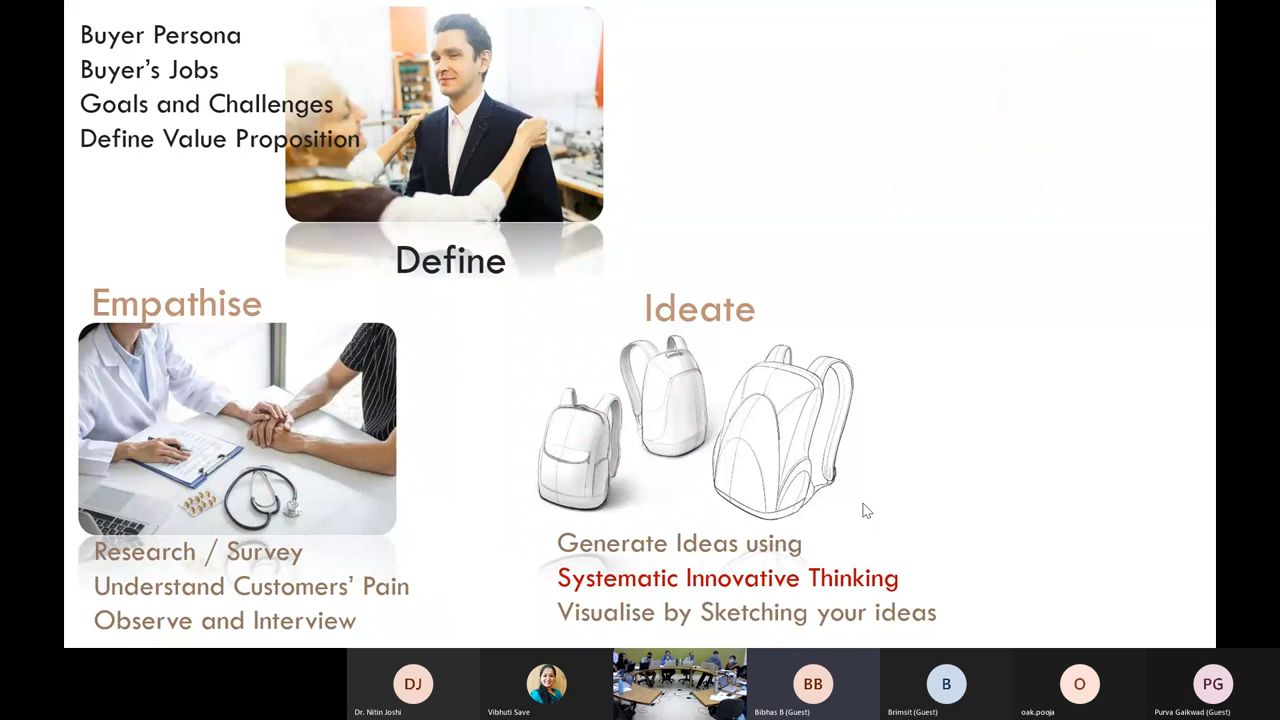 Buyer Persona
Buyer's Jobs
Goals and Challenges
Define Value Proposition
Define
Empathise
Research / Survey
Understand Customers' Pain
Observe and Interview
Ideate
Generate Ideas using
Systematic Innovative Thinking
Visualise by Sketching your ideas
DJ
Dr. Nitin Joshi
Vibhuti Save
BB
Bibhas B (Guest)
B
Brimsit (Guest)
O
oak.pooja
PG
Purva Gaikwad (Guest)